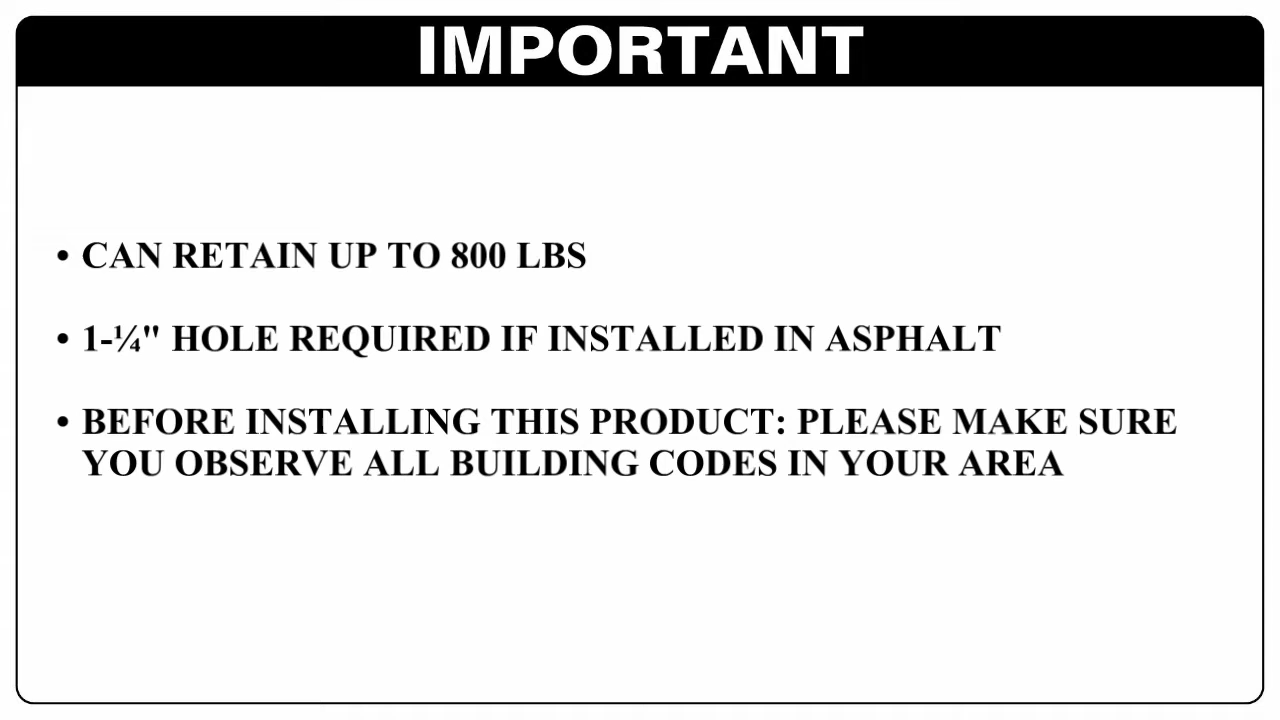 IMPORTANT
• CAN RETAIN UP TO 800 LBS
• 1-¼" HOLE REQUIRED IF INSTALLED IN ASPHALT
• BEFORE INSTALLING THIS PRODUCT: PLEASE MAKE SURE
YOU OBSERVE ALL BUILDING CODES IN YOUR AREA